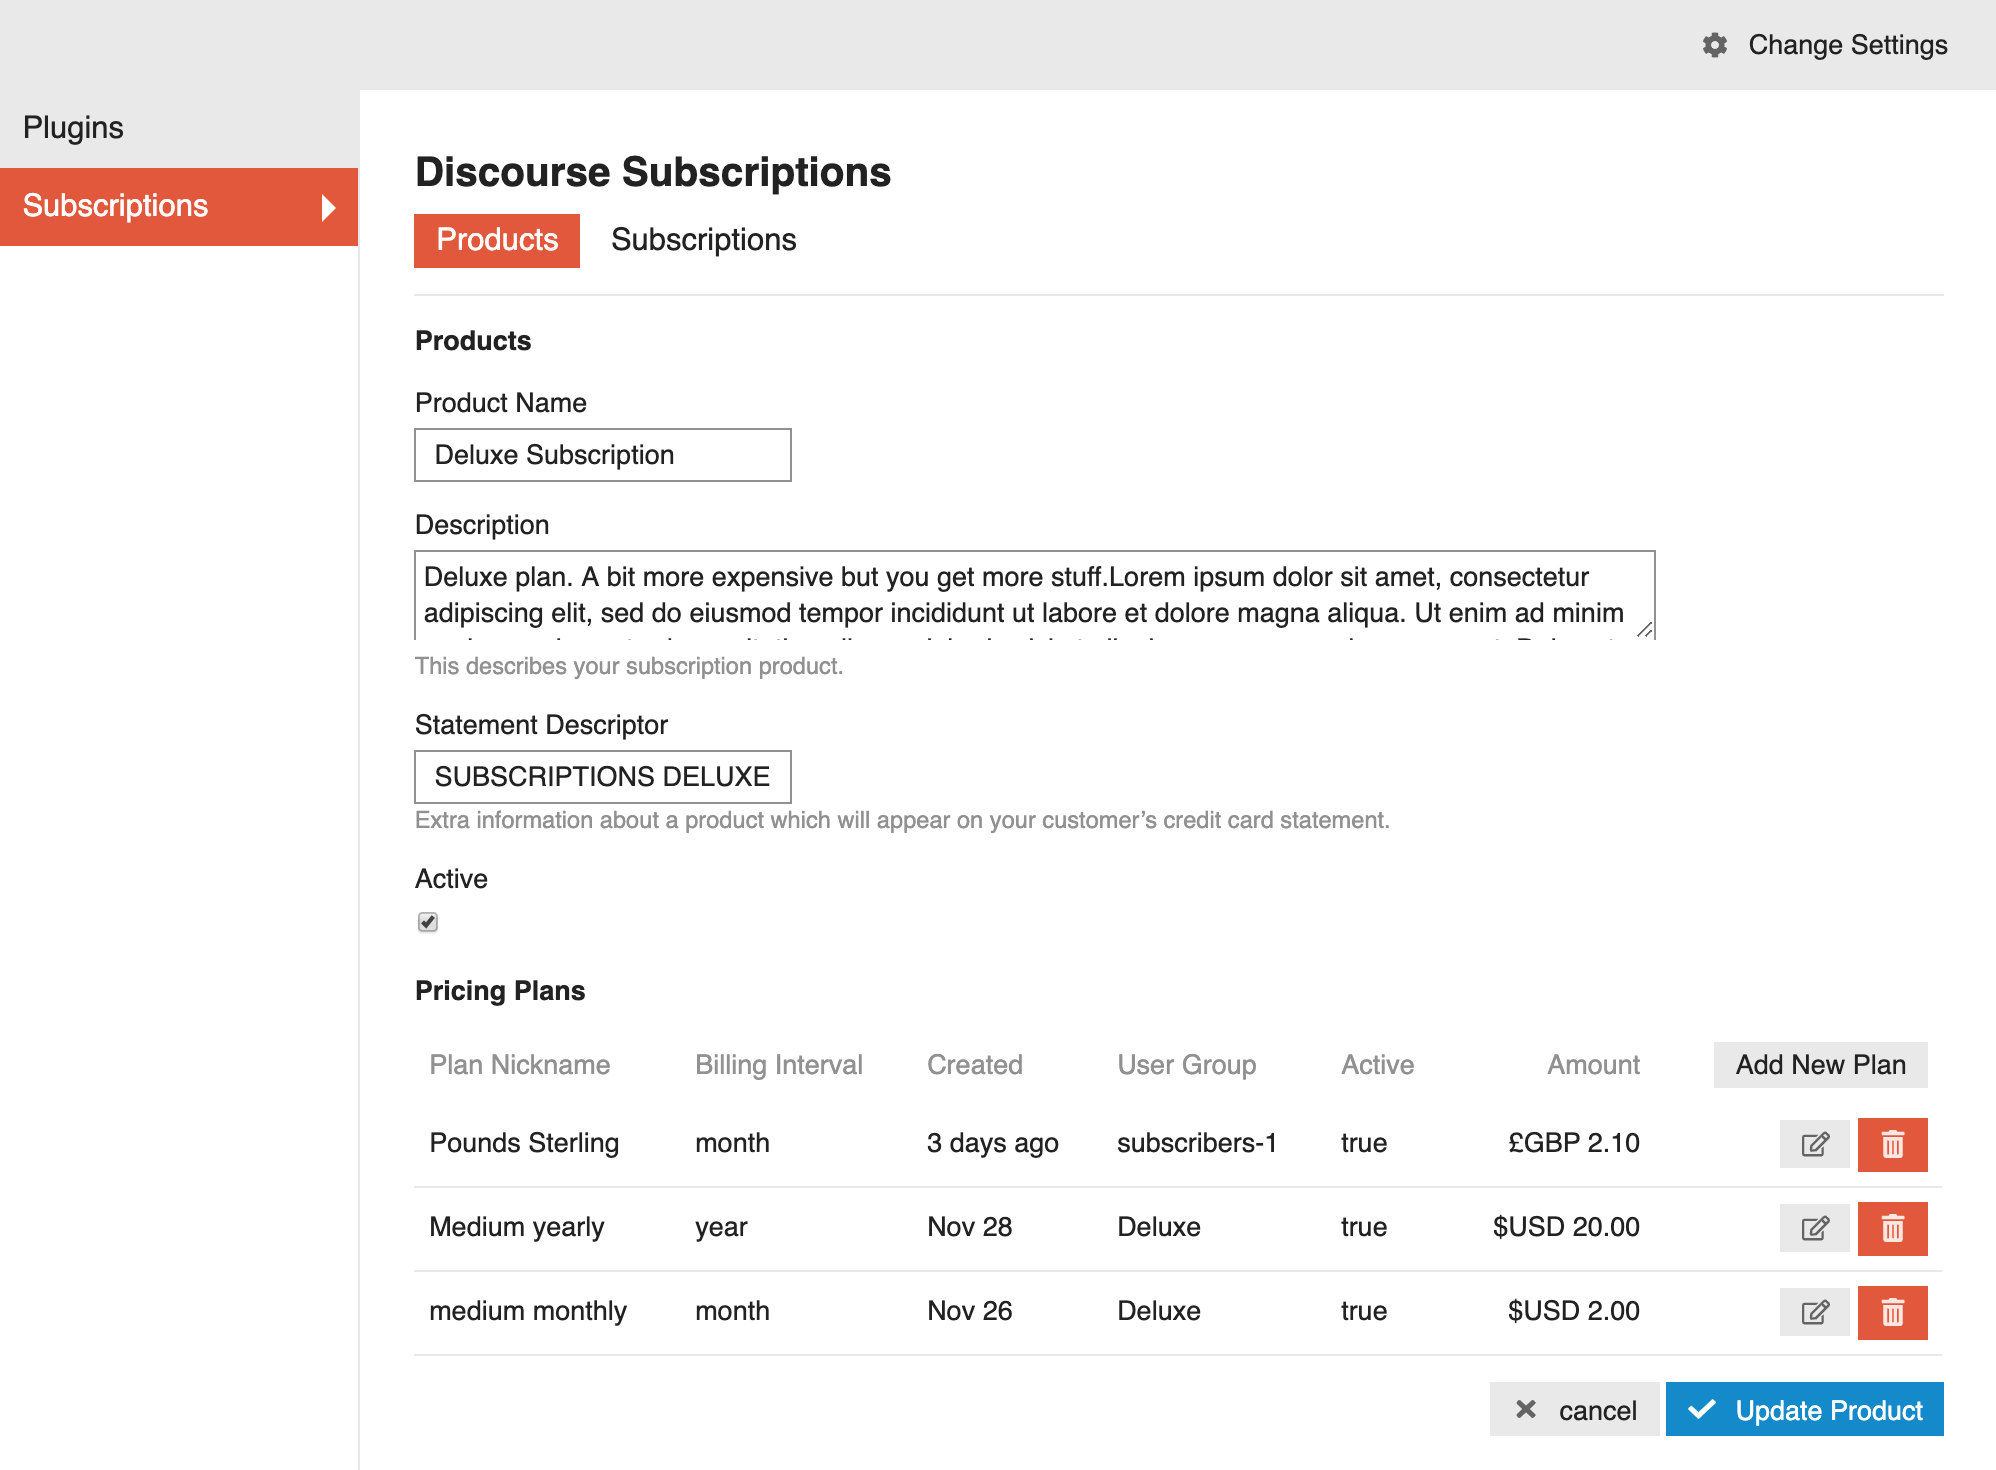 Change Settings
Plugins
Subscriptions
Discourse Subscriptions
Products Subscriptions
Products
Product Name
Deluxe Subscription
Description
Deluxe plan. A bit more expensive but you get more stuff.Lorem ipsum dolor sit amet, consectetur
adipiscing elit, sed do eiusmod tempor incididunt ut labore et dolore magna aliqua. Ut enim ad minim
This describes your subscription product.
Statement Descriptor
SUBSCRIPTIONS DELUXE
Extra information about a product which will appear on your customer’s credit card statement.
Active
Pricing Plans
Plan Nickname Billing Interval Created User Group Active Amount Add New Plan
Pounds Sterling month 3 days ago subscribers-1 true £GBP 2.10
Medium yearly year Nov 28 Deluxe true $USD 20.00
medium monthly month Nov 26 Deluxe true $USD 2.00
cancel Update Product